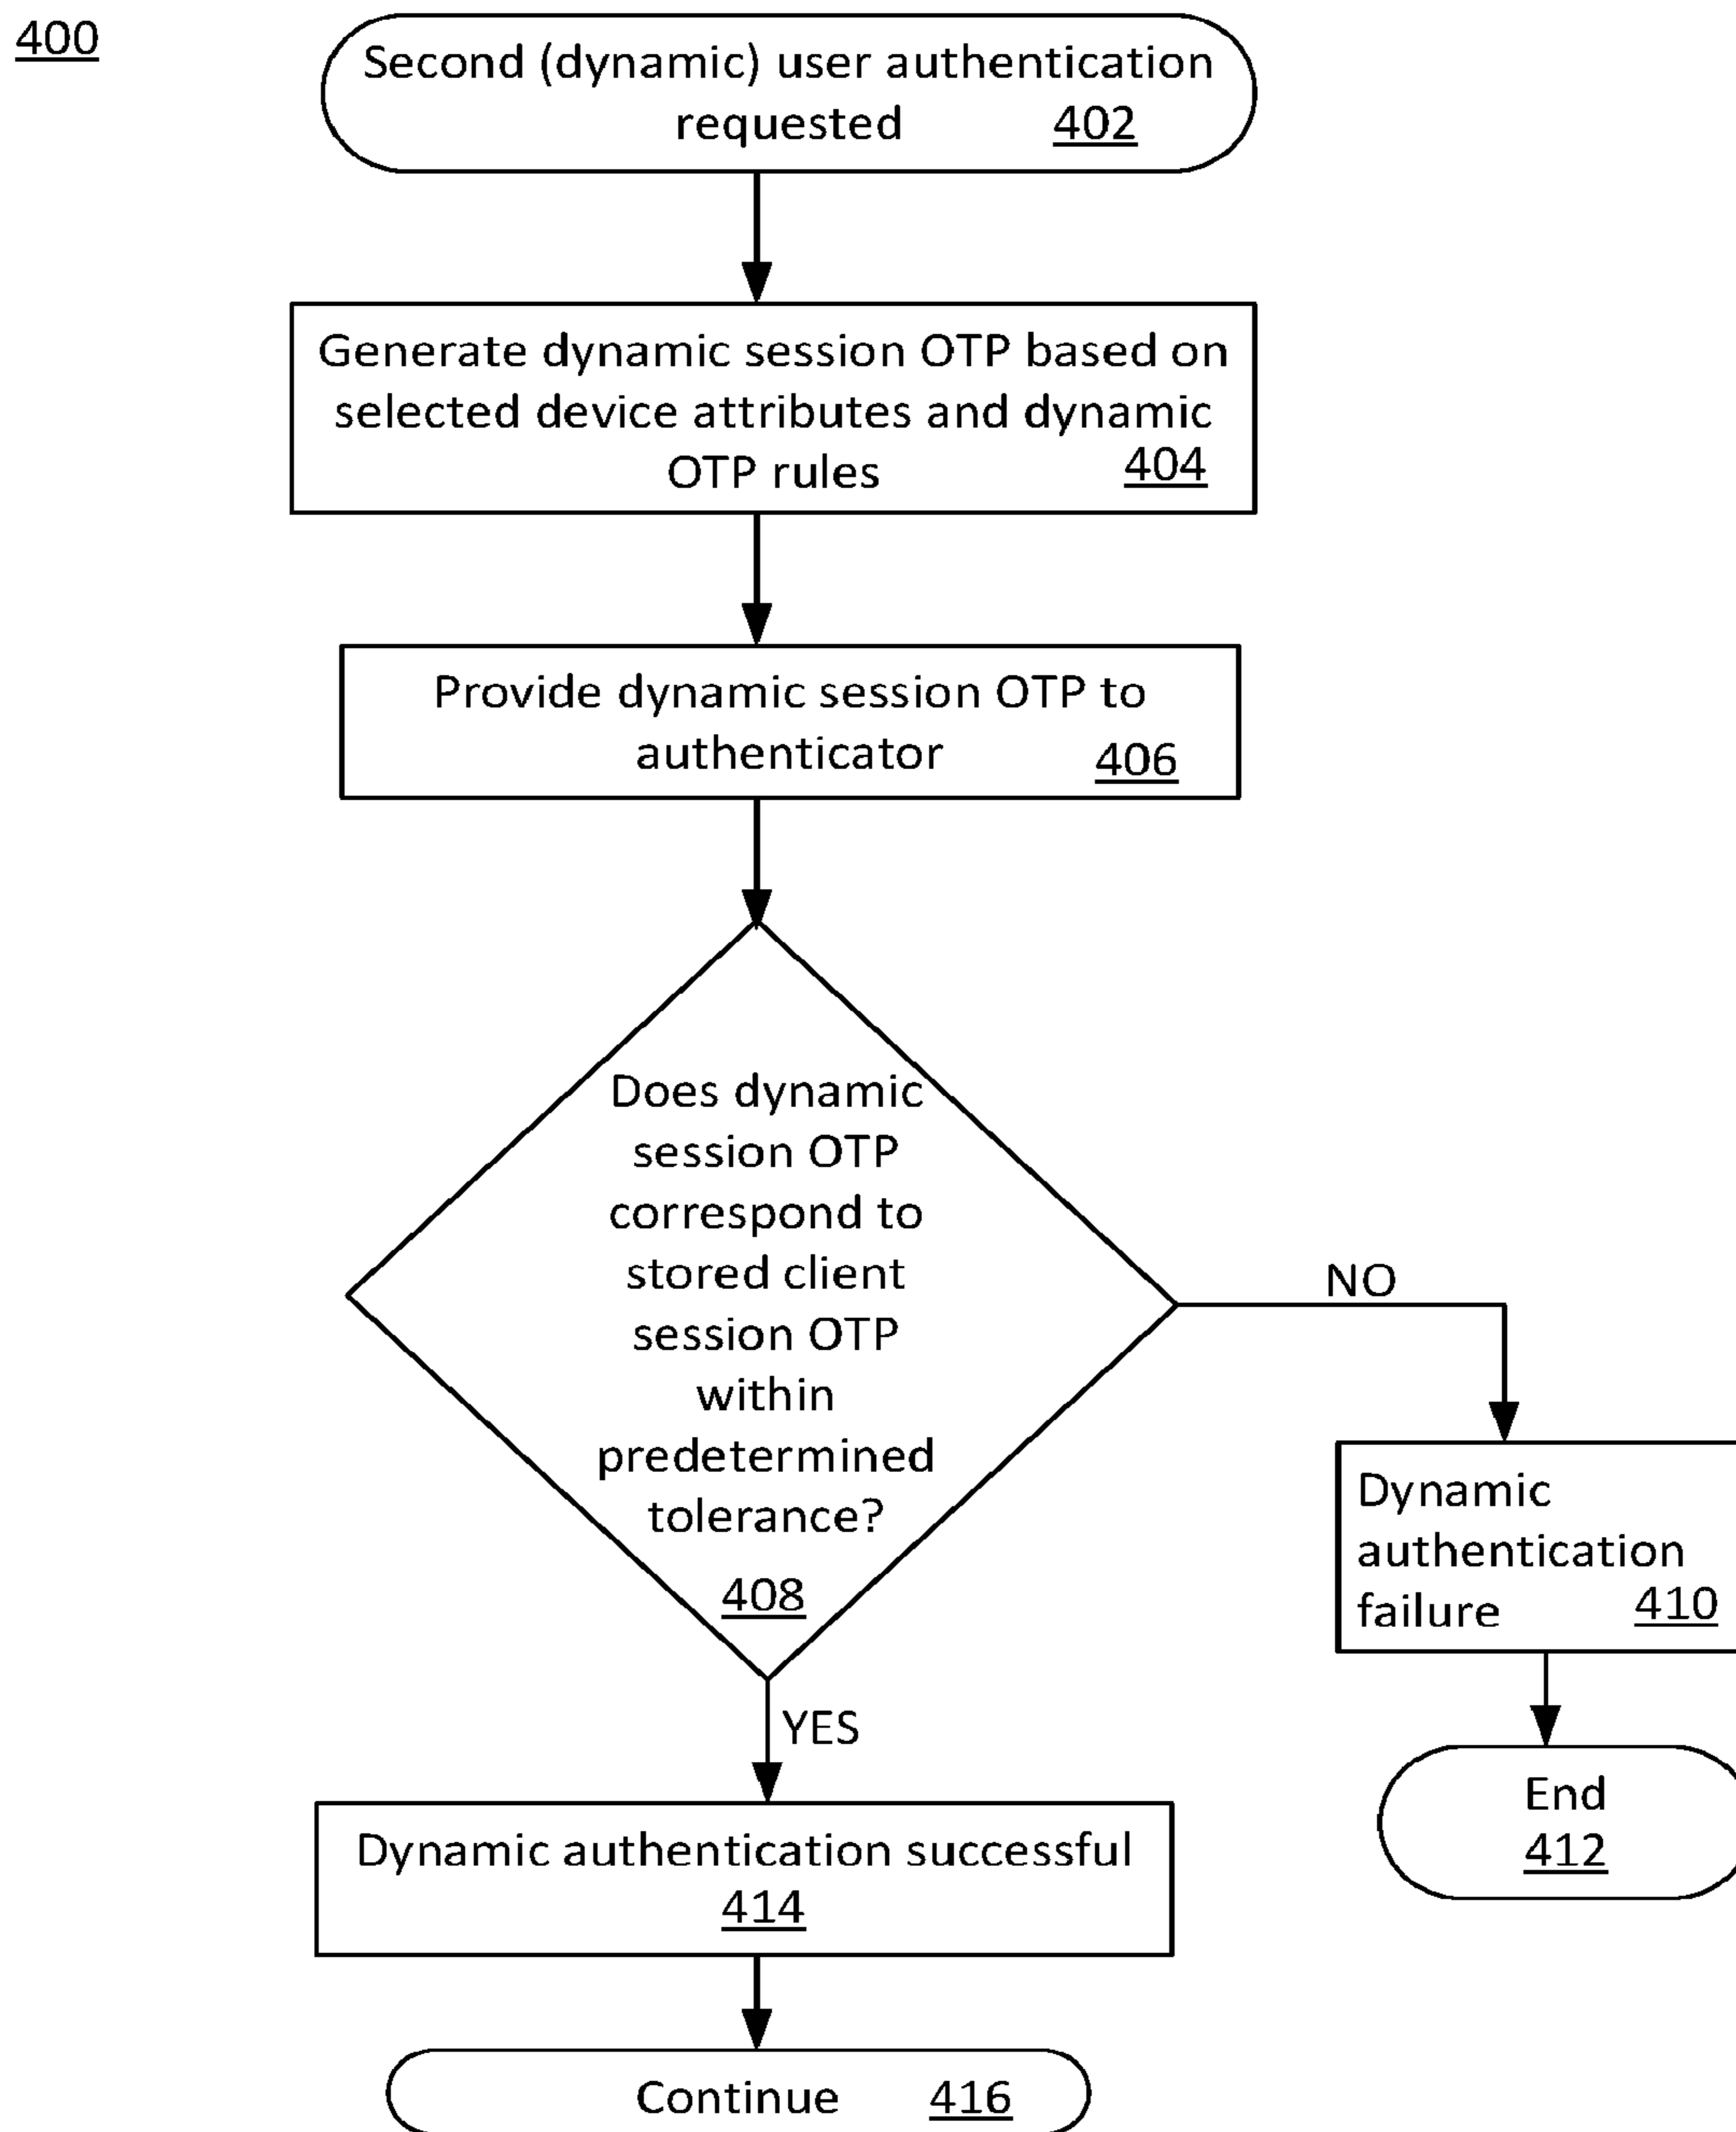 400
Second (dynamic) user authentication
requested 402
Generate dynamic session OTP based on
selected device attributes and dynamic
OTP rules 404
Provide dynamic session OTP to
authenticator 406
Does dynamic
session OTP
correspond to
stored client
session OTP
within
predetermined
tolerance?
408
NO
Dynamic
authentication
failure 410
End
412
YES
Dynamic authentication successful
414
Continue 416